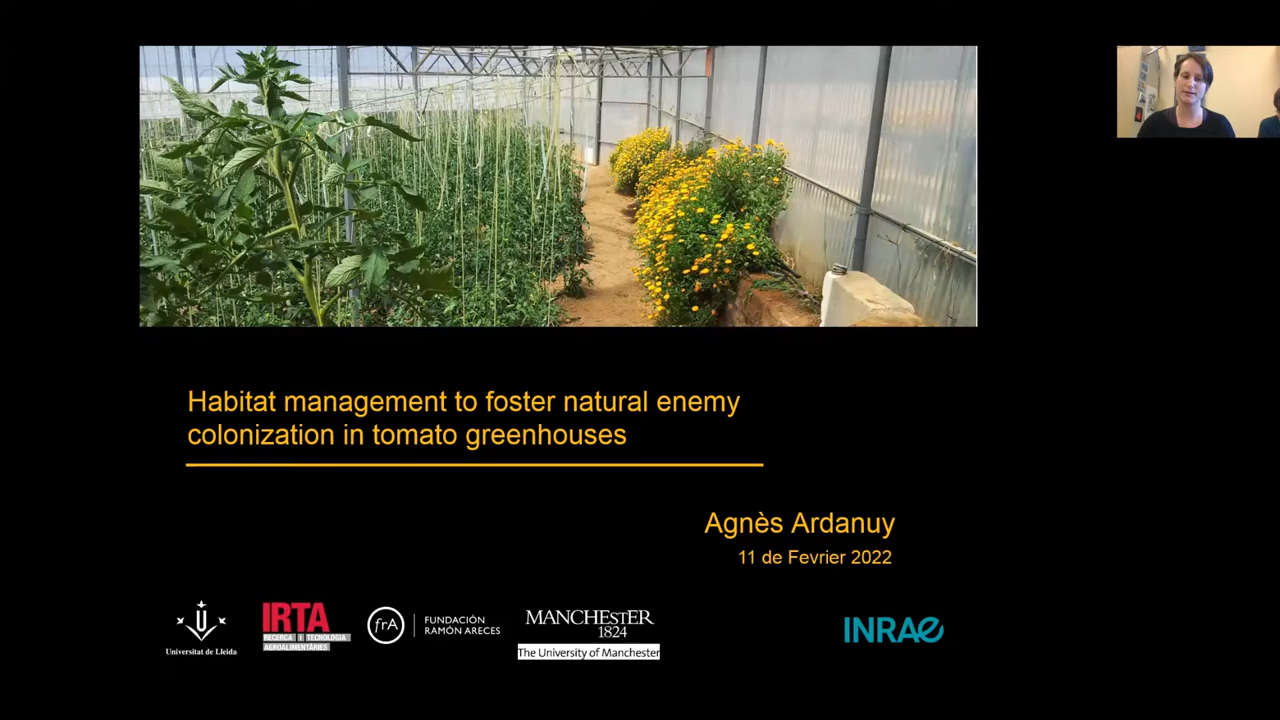 Habitat management to foster natural enemy
colonization in tomato greenhouses
Agnès Ardanuy
11 de Fevrier 2022
Universitat de Lleida
IRTA
RECERCA I TECNOLOGIA
AGROALIMENTÀRIES
frA
FUNDACIÓN
RAMÓN ARECES
MANCHEsTER
1824
The University of Manchester
INRAE